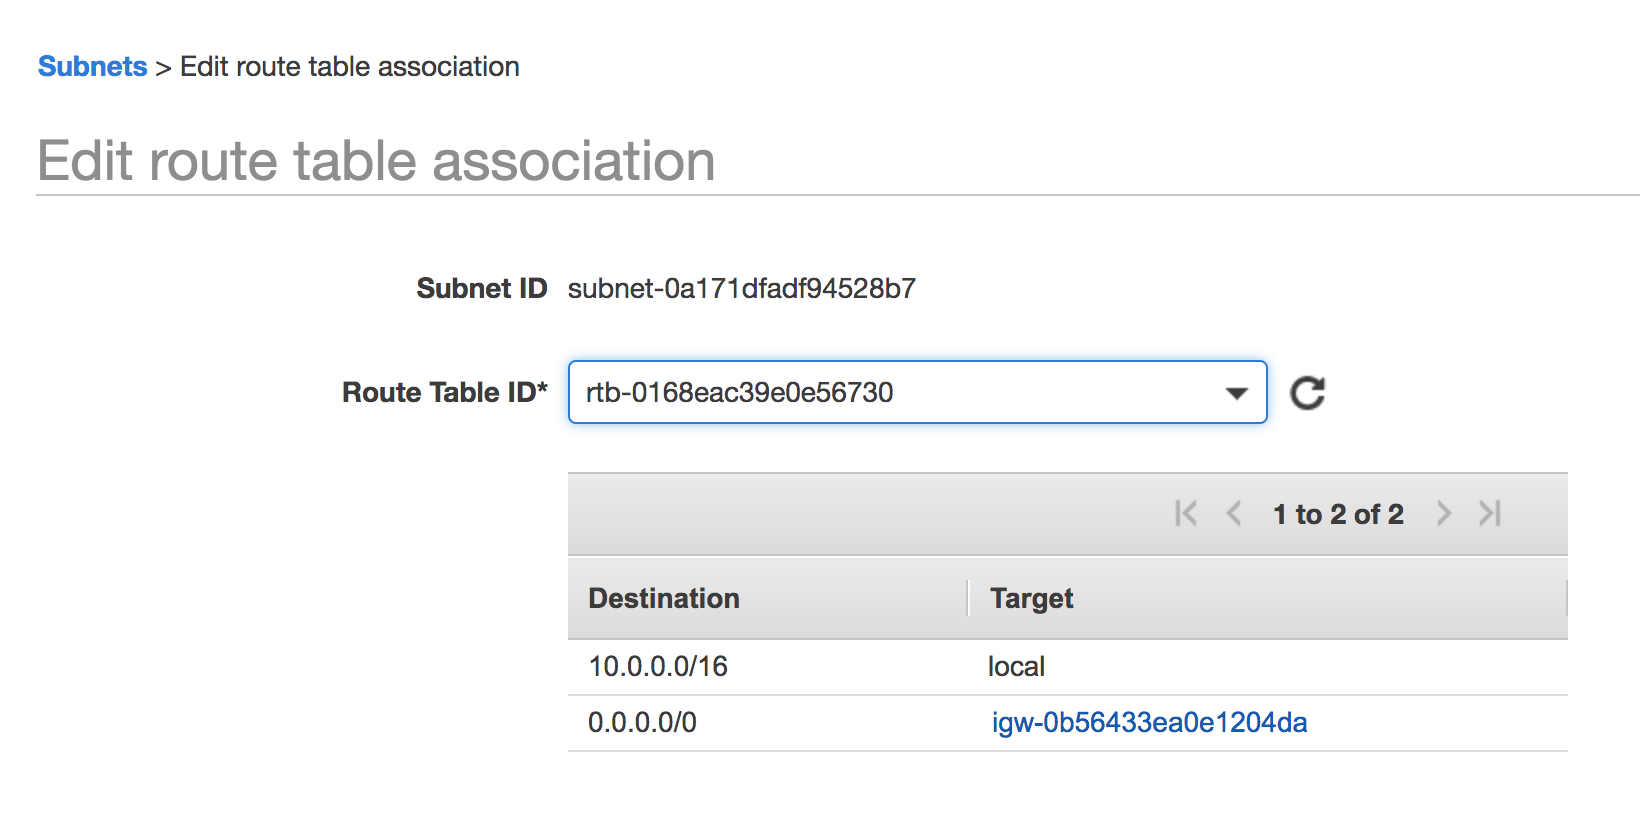 Subnets > Edit route table association
Edit route table association
Subnet ID subnet-0a171dfadf94528b7
Route Table ID* rtb-0168eac39e0e56730
1 to 2 of 2
Destination Target
10.0.0.0/16 local
0.0.0.0/0 igw-0b56433ea0e1204da